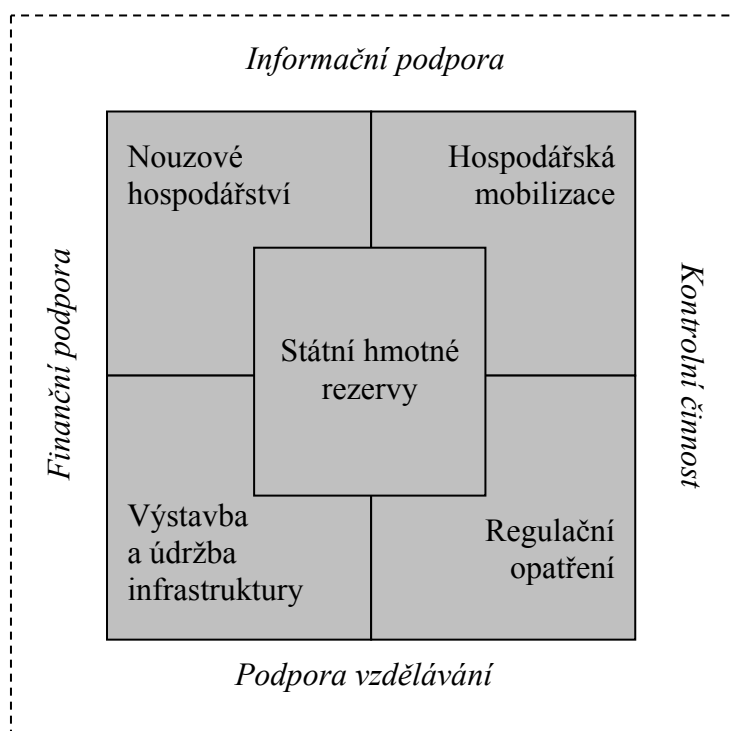 Informační podpora
Nouzové
hospodářství
Hospodářská
mobilizace
Finanční podpora
Státní hmotné
rezervy
Kontrolní činnost
Výstavba
a údržba
infrastruktury
Regulační
opatření
Podpora vzdělávání